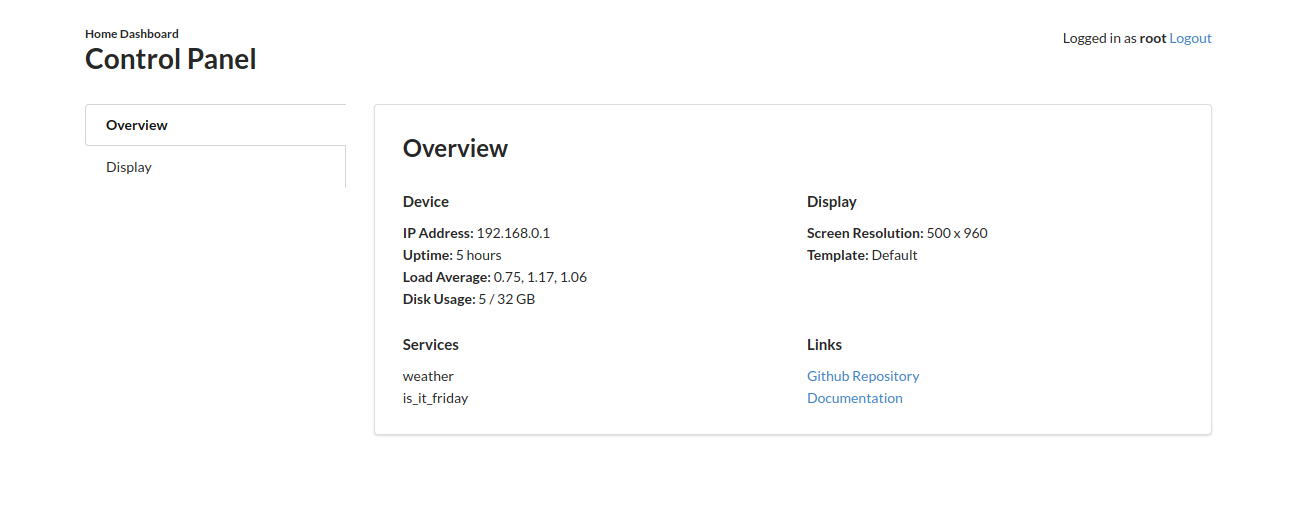 Home Dashboard
Control Panel
Logged in as root Logout
Overview
Display
Overview
Device
IP Address: 192.168.0.1
Uptime: 5 hours
Load Average: 0.75, 1.17, 1.06
Disk Usage: 5 / 32 GB
Display
Screen Resolution: 500 x 960
Template: Default
Services
weather
is_it_friday
Links
Github Repository
Documentation